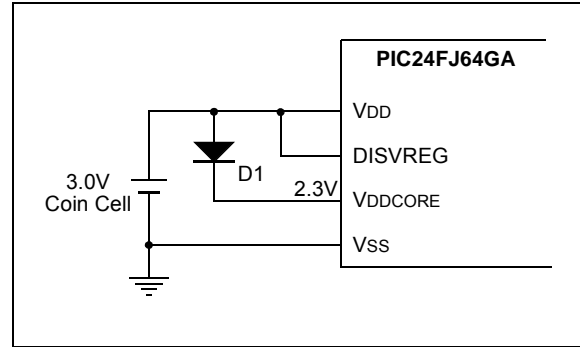 PIC24FJ64GA
VDD
DISVREG
D1
3.0V
Coin Cell
2.3V
VDDCORE
VSS